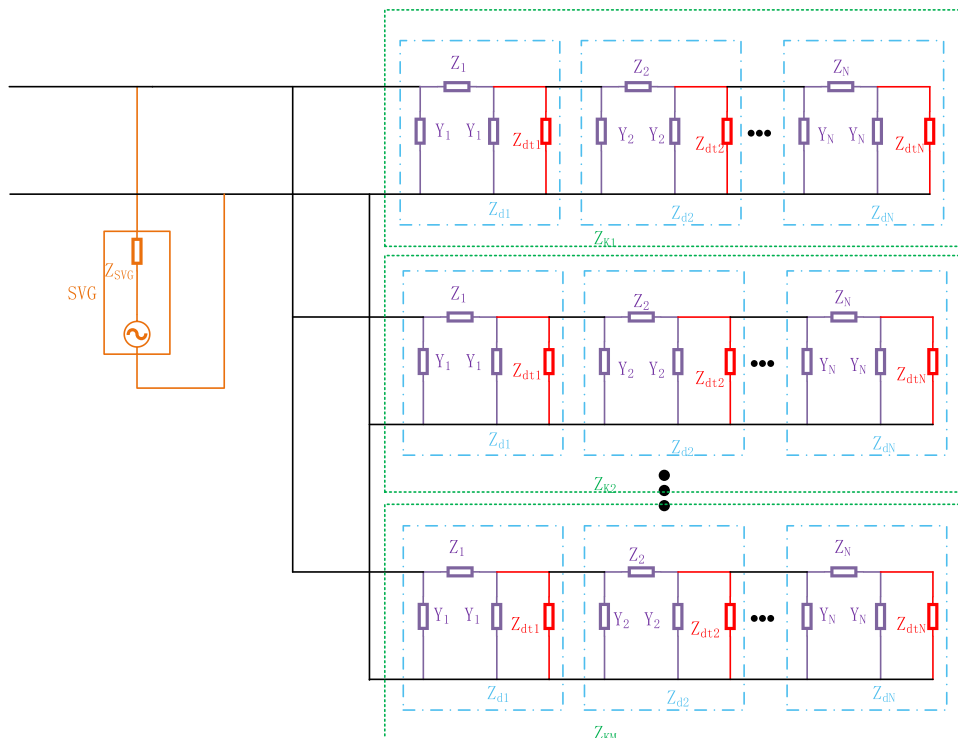 Z1 Z2 ZN
Y1 Y1 Zdt1 Y2 Y2 Zdt2 YN YN ZdtN
Zd1 Zd2 ZdN
ZK1
ZSVG
SVG
Z1 Z2 ZN
Y1 Y1 Zdt1 Y2 Y2 Zdt2 YN YN ZdtN
Zd1 Zd2 ZdN
ZK2
Z1 Z2 ZN
Y1 Y1 Zdt1 Y2 Y2 Zdt2 YN YN ZdtN
Zd1 Zd2 ZdN
ZKM